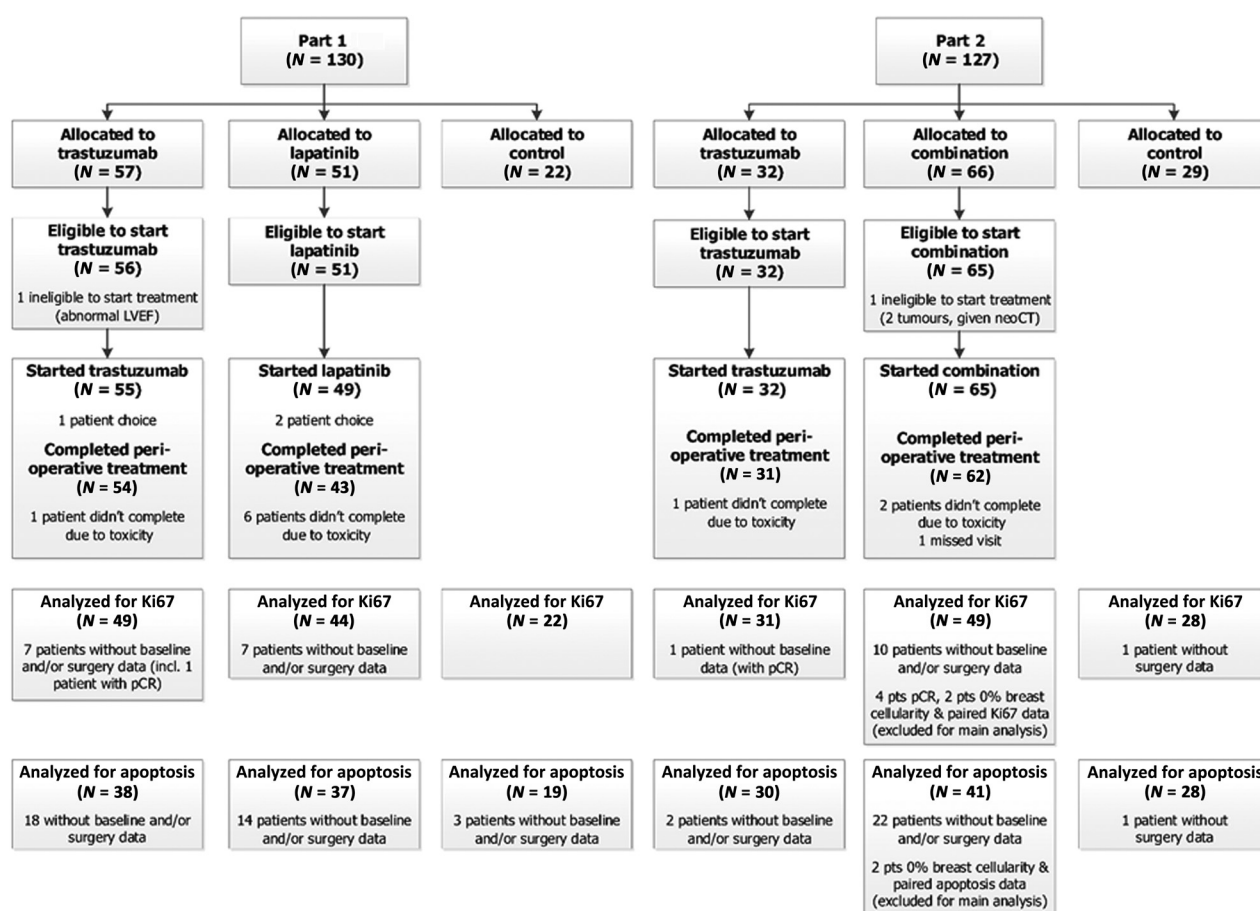 Part 1
(N = 130)
Part 2
(N = 127)
Allocated to
trastuzumab
(N = 57)
Allocated to
lapatinib
(N = 51)
Allocated to
control
(N = 22)
Allocated to
trastuzumab
(N = 32)
Allocated to
combination
(N = 66)
Allocated to
control
(N = 29)
Eligible to start
trastuzumab
(N = 56)
1 ineligible to start treatment
(abnormal LVEF)
Eligible to start
lapatinib
(N = 51)
Eligible to start
trastuzumab
(N = 32)
Eligible to start
combination
(N = 65)
1 ineligible to start treatment
(2 tumours, given neoCT)
Started trastuzumab
(N = 55)
1 patient choice
Completed peri-
operative treatment
(N = 54)
1 patient didn't complete
due to toxicity
Started lapatinib
(N = 49)
2 patient choice
Completed peri-
operative treatment
(N = 43)
6 patients didn't complete
due to toxicity
Started trastuzumab
(N = 32)
Completed peri-
operative treatment
(N = 31)
1 patient didn't complete
due to toxicity
Started combination
(N = 65)
Completed peri-
operative treatment
(N = 62)
2 patients didn't complete
due to toxicity
1 missed visit
Analyzed for Ki67
(N = 49)
7 patients without baseline
and/or surgery data (incl. 1
patient with pCR)
Analyzed for Ki67
(N = 44)
7 patients without baseline
and/or surgery data
Analyzed for Ki67
(N = 22)
Analyzed for Ki67
(N = 31)
1 patient without baseline
data (with pCR)
Analyzed for Ki67
(N = 49)
10 patients without baseline
and/or surgery data
4 pts pCR, 2 pts 0% breast
cellularity & paired Ki67 data
(excluded for main analysis)
Analyzed for Ki67
(N = 28)
1 patient without
surgery data
Analyzed for apoptosis
(N = 38)
18 without baseline and/or
surgery data
Analyzed for apoptosis
(N = 37)
14 patients without baseline
and/or surgery data
Analyzed for apoptosis
(N = 19)
3 patients without baseline
and/or surgery data
Analyzed for apoptosis
(N = 30)
2 patients without baseline
and/or surgery data
Analyzed for apoptosis
(N = 41)
22 patients without baseline
and/or surgery data
2 pts 0% breast cellularity &
paired apoptosis data
(excluded for main analysis)
Analyzed for apoptosis
(N = 28)
1 patient without
surgery data